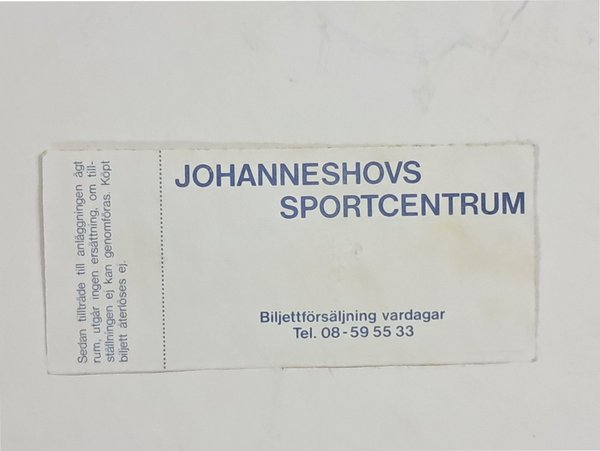 Sedan tillträde till anläggningen ägt
rum, utgår ingen ersättning, om till-
ställningen ej kan genomföras. Köpt
biljett återlöses ej.
JOHANNESHOVS
SPORTCENTRUM
Biljettförsäljning vardagar
Tel. 08-59 55 33